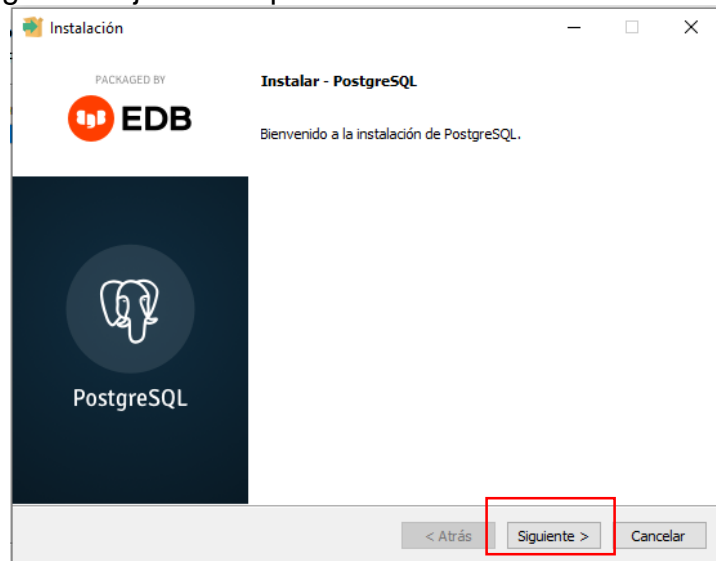 Instalación
PACKAGED BY
EDB
Instalar - PostgreSQL
Bienvenido a la instalación de PostgreSQL.
PostgreSQL
< Atrás
Siguiente >
Cancelar